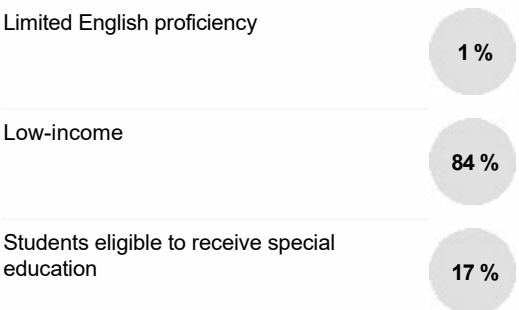 Limited English proficiency
1 %
Low-income
84 %
Students eligible to receive special
education
17 %